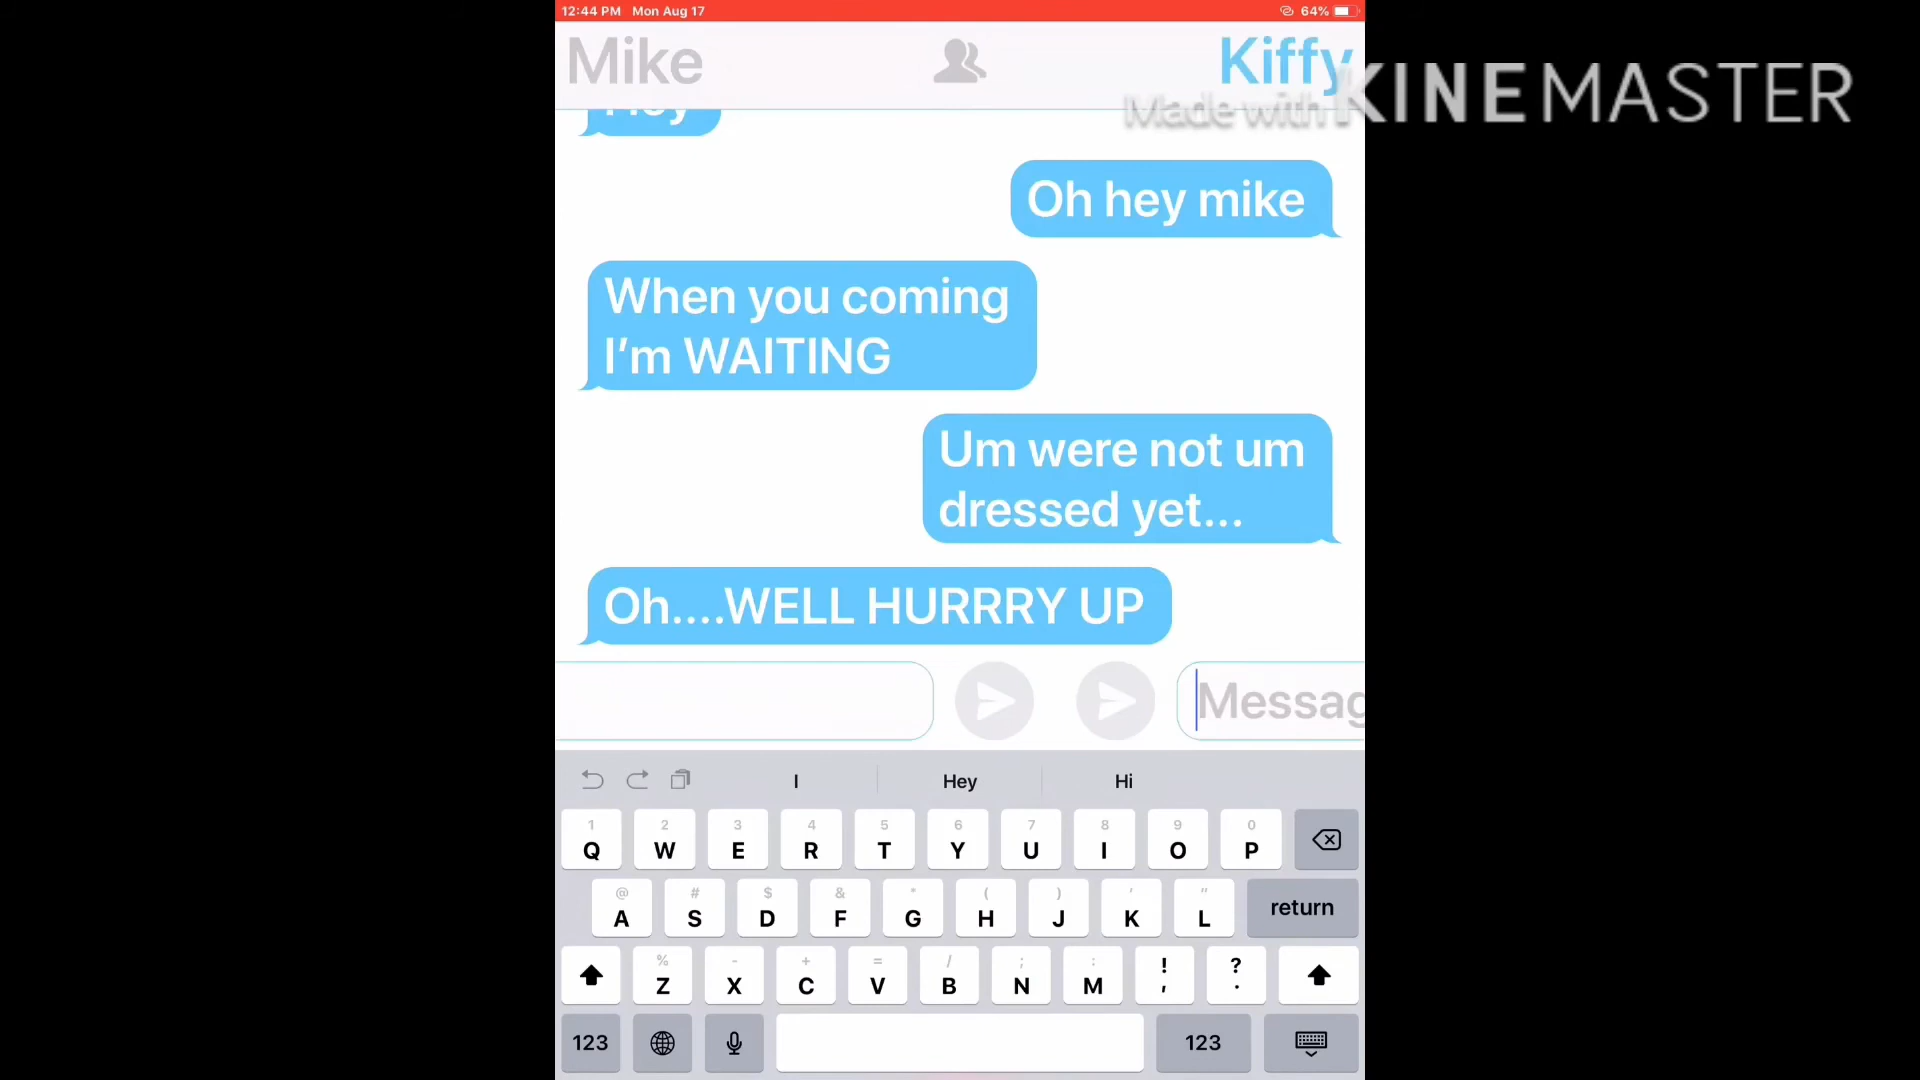 12:44 PM Mon Aug 17 64%
Mike Kiffy
Made with KINEMASTER
Hey
Oh hey mike
When you coming
I'm WAITING
Um were not um
dressed yet...
Oh....WELL HURRRY UP
Messag
I Hey Hi
1 2 3 4 5 6 7 8 9 0
Q W E R T Y U I O P
@ # $ & * ( ) ' "
A S D F G H J K L return
% - + = / ; : ! ?
Z X C V B N M , .
123 123